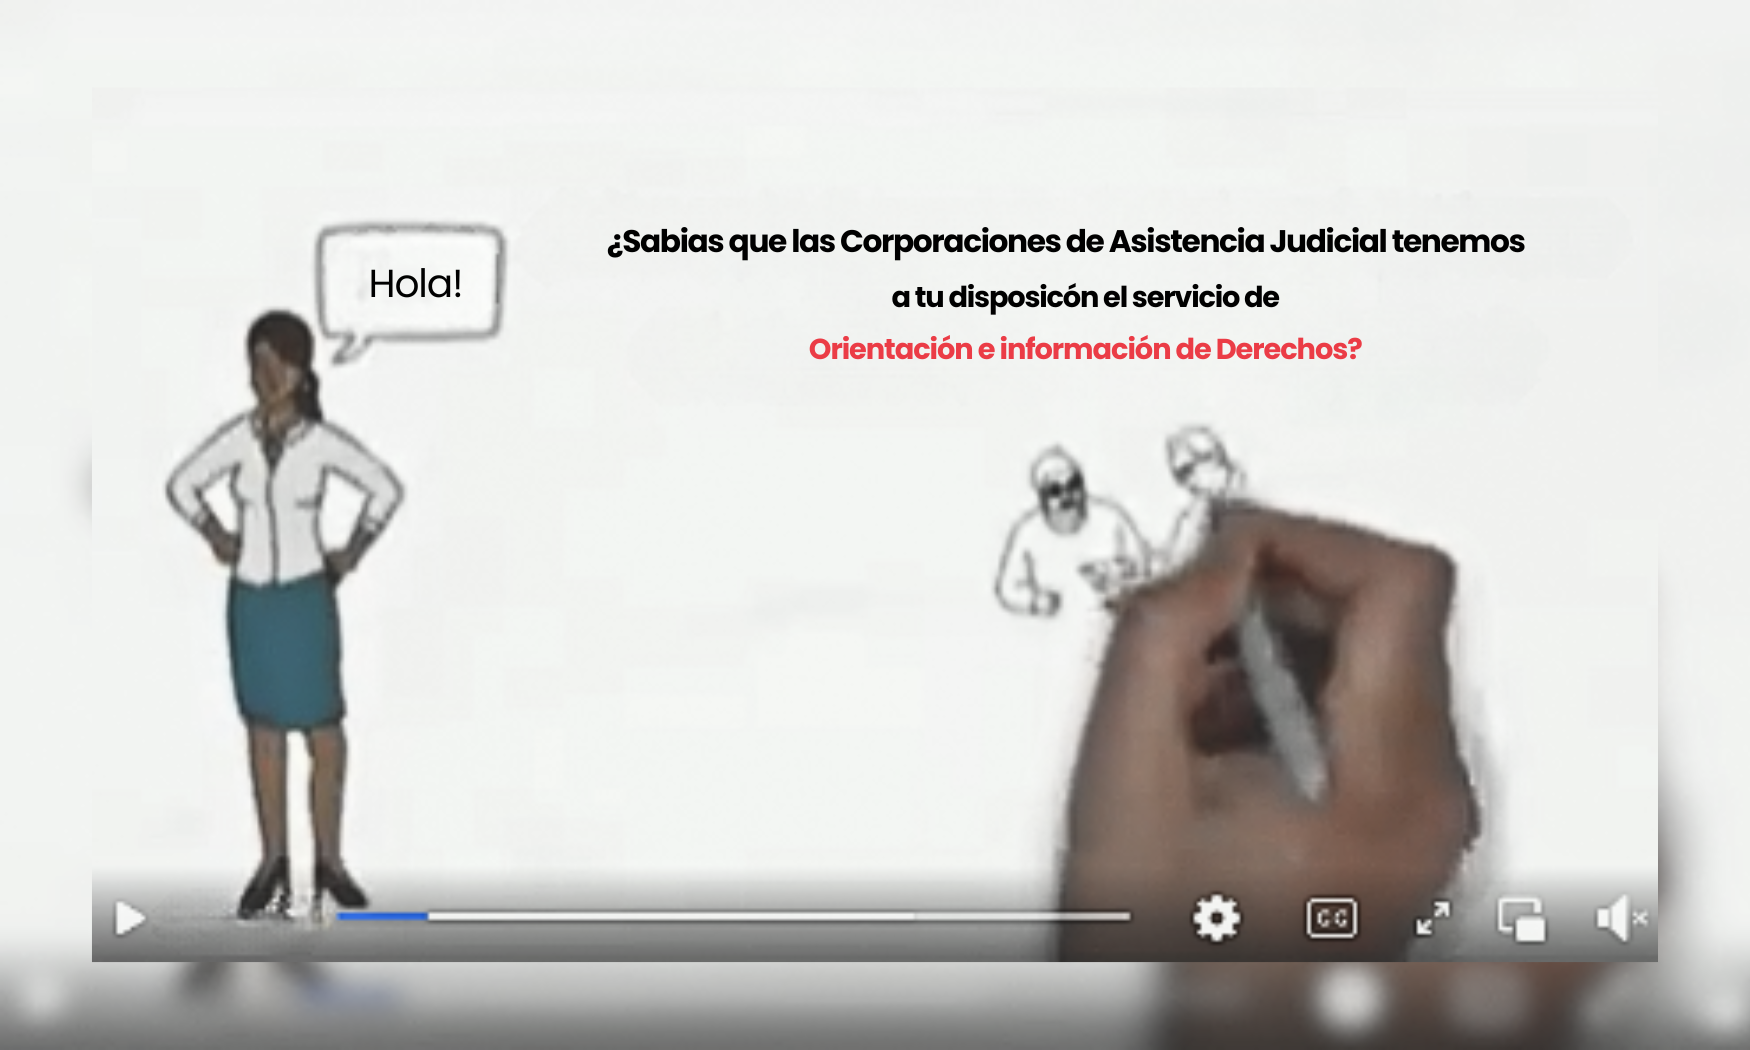 Hola!
¿Sabias que las Corporaciones de Asistencia Judicial tenemos
a tu disposicón el servicio de
Orientación e información de Derechos?
CC